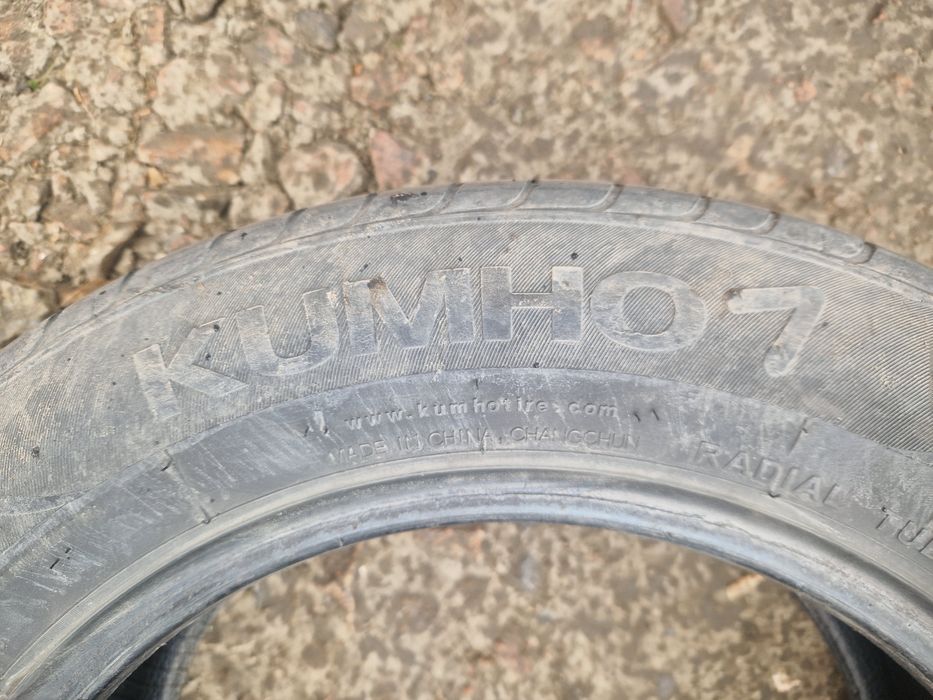 KUMHO
www.kumhotire.com
MADE IN CHINA, CHANGCHUN
RADIAL